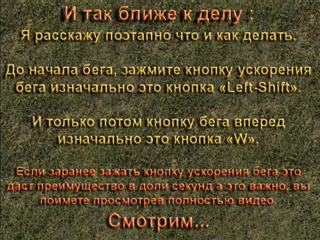 И так ближе к делу :
Я расскажу поэтапно что и как делать.
До начала бега, зажмите кнопку ускорения
бега изначально это кнопка «Left-Shift».
И только потом кнопку бега вперед
изначально это кнопка «W».
Если заранее зажать кнопку ускорения бега это
даст преимущество в доли секунд а это важно, вы
поймете просмотрев полностью видео.
Смотрим...